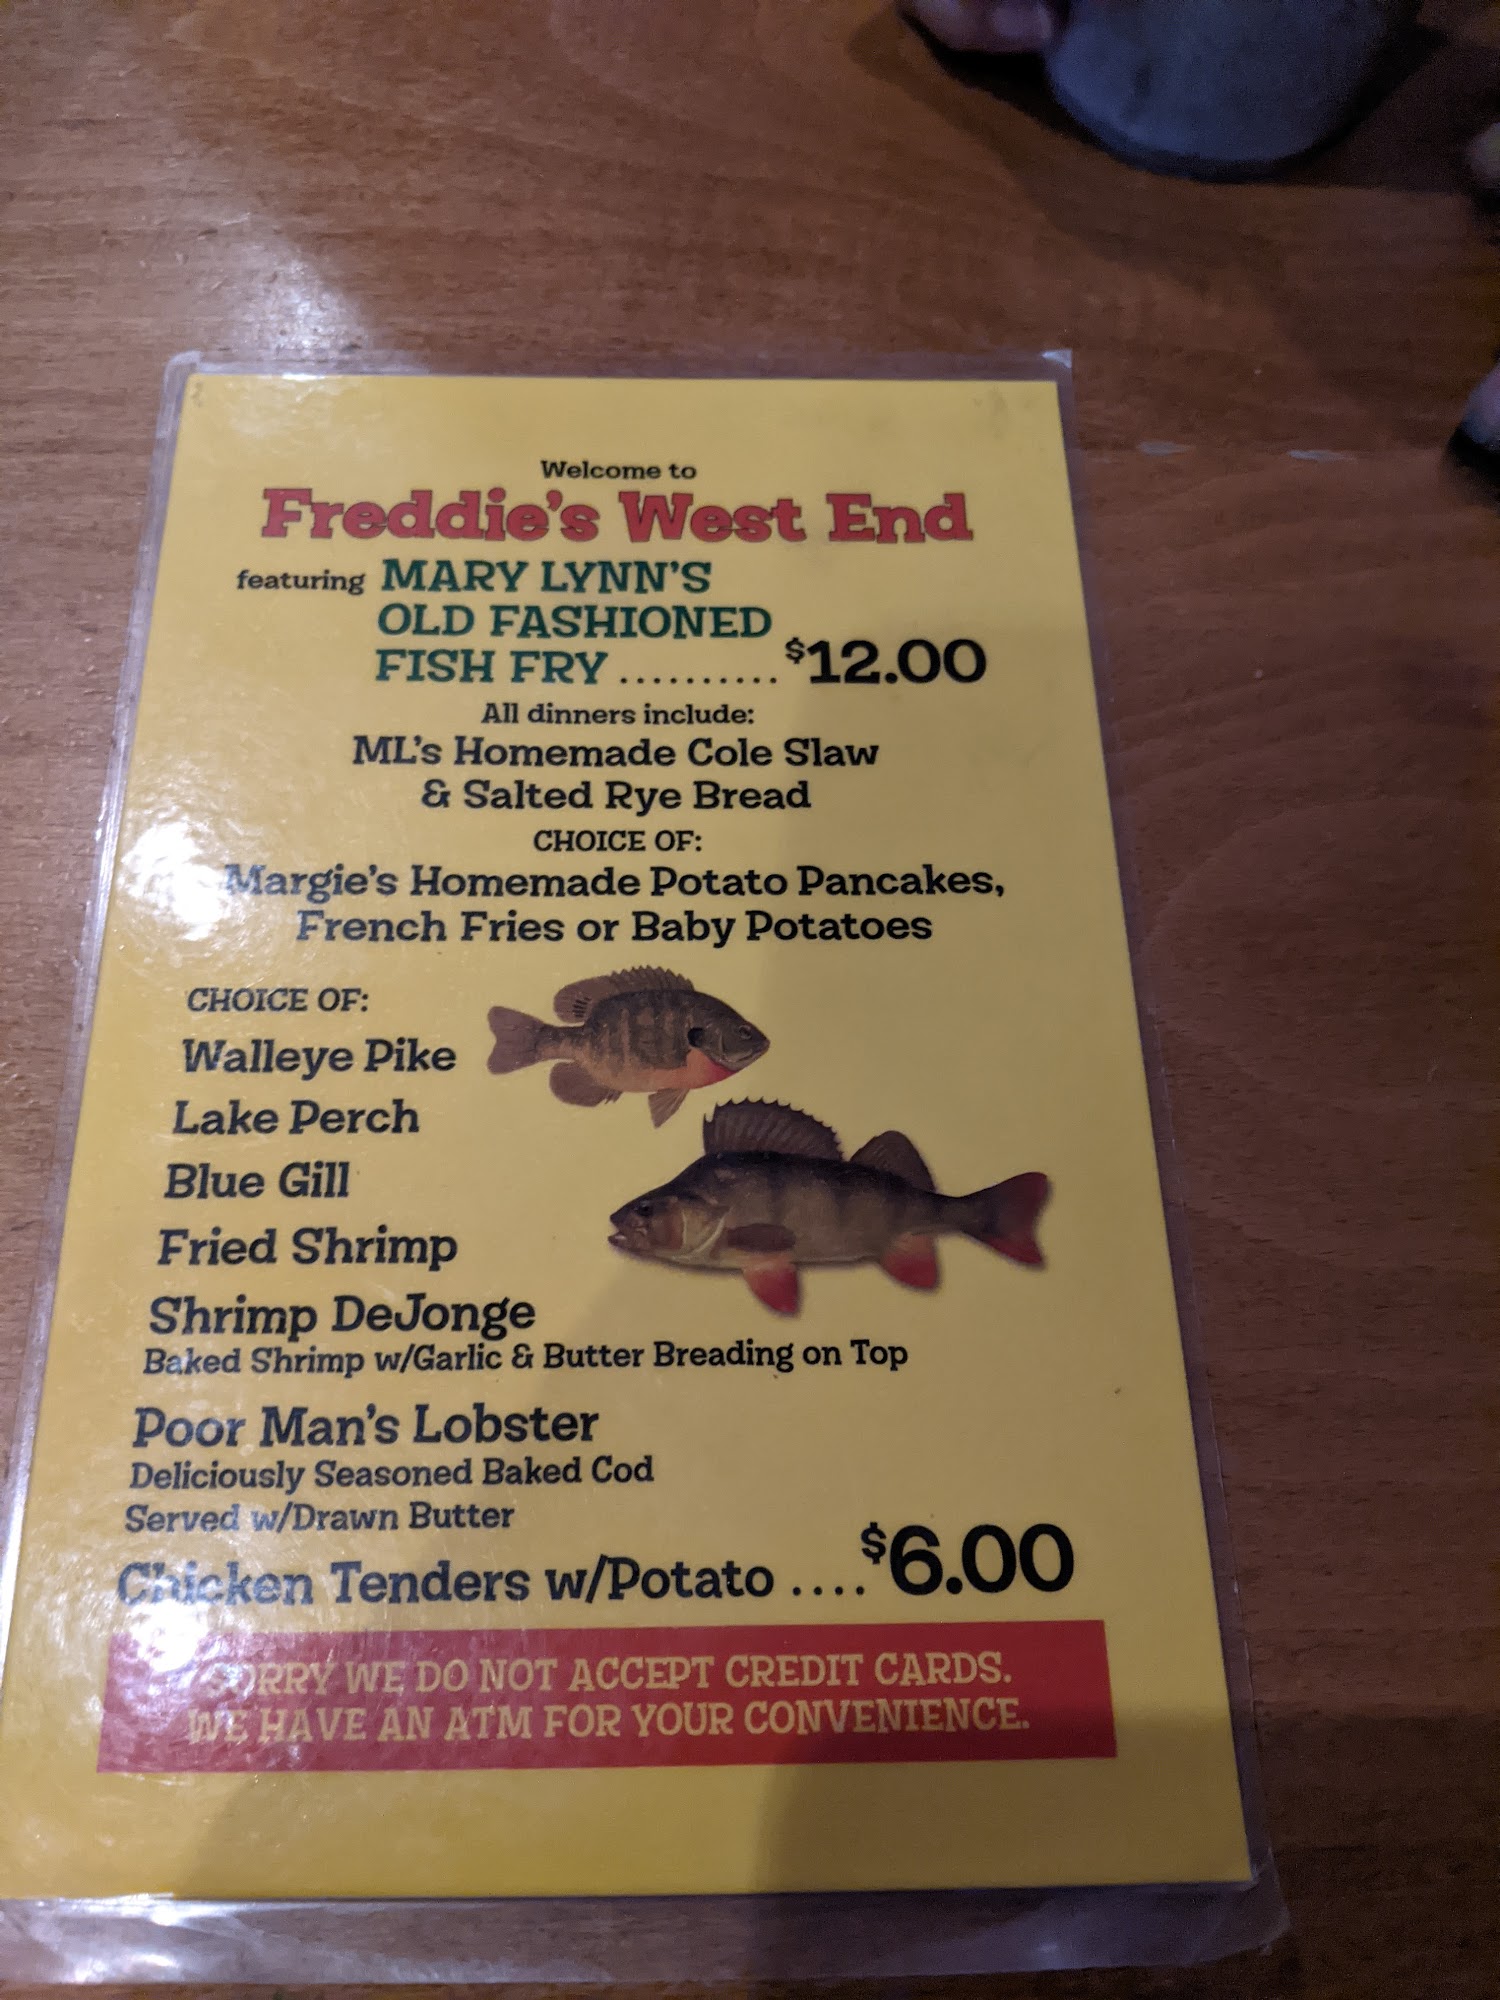 Welcome to
Freddie's West End
featuring MARY LYNN'S
OLD FASHIONED
FISH FRY .......... $12.00
All dinners include:
ML's Homemade Cole Slaw
& Salted Rye Bread
CHOICE OF:
Margie's Homemade Potato Pancakes,
French Fries or Baby Potatoes
CHOICE OF:
Walleye Pike
Lake Perch
Blue Gill
Fried Shrimp
Shrimp DeJonge
Baked Shrimp w/Garlic & Butter Breading on Top
Poor Man's Lobster
Deliciously Seasoned Baked Cod
Served w/Drawn Butter
Chicken Tenders w/Potato .... $6.00
SORRY WE DO NOT ACCEPT CREDIT CARDS.
WE HAVE AN ATM FOR YOUR CONVENIENCE.